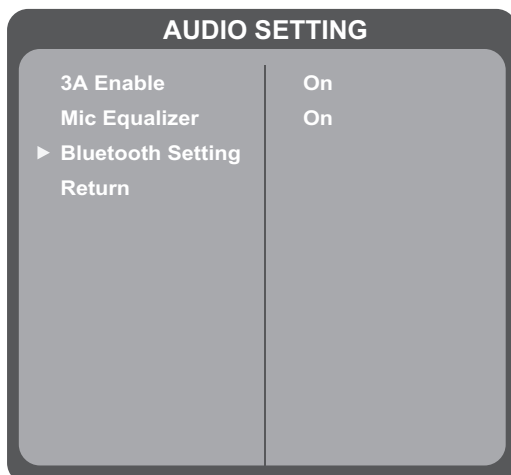 AUDIO SETTING
3A Enable On
Mic Equalizer On
► Bluetooth Setting
Return